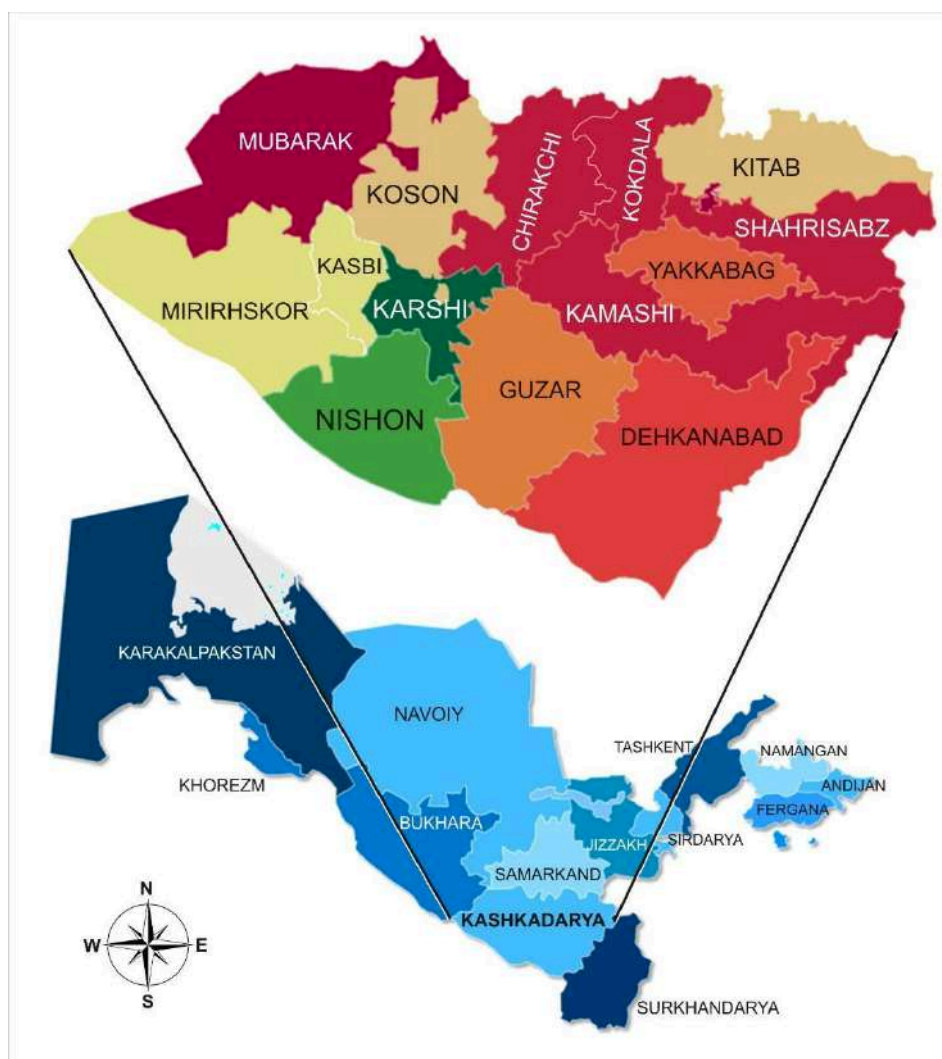 MUBARAK
KOSON
CHIRAKCHI
KOKDALA
KITAB
SHAHRISABZ
YAKKABAG
KASBI
MIRIRHSKOR
KARSHI
KAMASHI
GUZAR
NISHON
DEHKANABAD
KARAKALPAKSTAN
NAVOIY
TASHKENT
NAMANGAN
KHOREZM
ANDIJAN
FERGANA
BUKHARA
SIRDARYA
JIZZAKH
SAMARKAND
KASHKADARYA
N
W
E
S
SURKHANDARYA